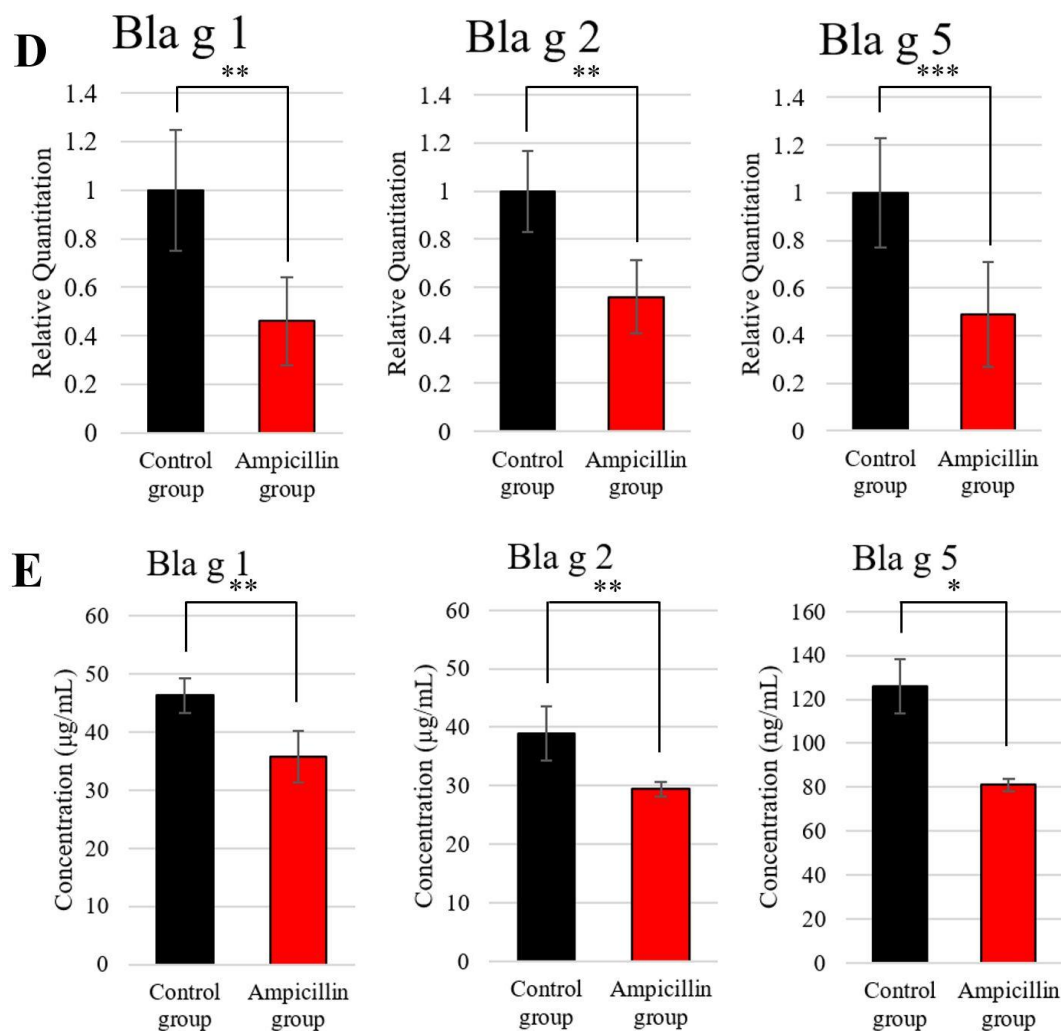 D
Bla g 1
Bla g 2
Bla g 5
**
**
***
Relative Quantitation
1.4
1.2
1
0.8
0.6
0.4
0.2
0
Control group
Ampicillin group
Relative Quantitation
1.4
1.2
1
0.8
0.6
0.4
0.2
0
Control group
Ampicillin group
Relative Quantitation
1.4
1.2
1
0.8
0.6
0.4
0.2
0
Control group
Ampicillin group
E
Bla g 1
Bla g 2
Bla g 5
**
**
*
Concentration (µg/mL)
60
50
40
30
20
10
0
Control group
Ampicillin group
Concentration (µg/mL)
60
50
40
30
20
10
0
Control group
Ampicillin group
Concentration (ng/mL)
160
140
120
100
80
60
40
20
0
Control group
Ampicillin group